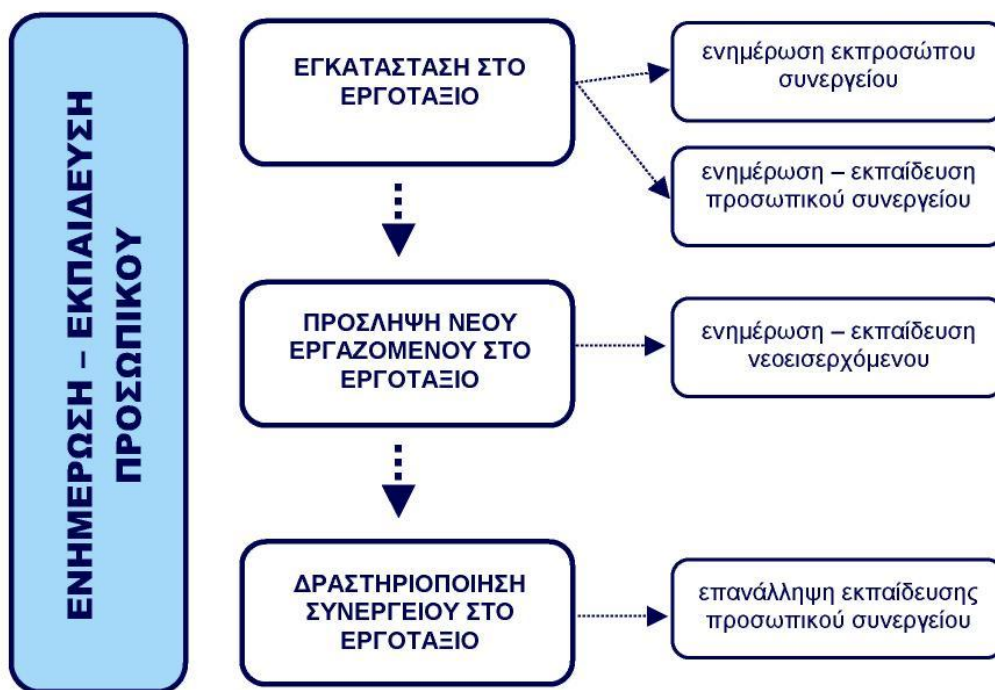 ΕΝΗΜΕΡΩΣΗ – ΕΚΠΑΙΔΕΥΣΗ
ΠΡΟΣΩΠΙΚΟΥ
ΕΓΚΑΤΑΣΤΑΣΗ ΣΤΟ
ΕΡΓΟΤΑΞΙΟ
ενημέρωση εκπροσώπου
συνεργείου
ενημέρωση – εκπαίδευση
προσωπικού συνεργείου
ΠΡΟΣΛΗΨΗ ΝΕΟΥ
ΕΡΓΑΖΟΜΕΝΟΥ ΣΤΟ
ΕΡΓΟΤΑΞΙΟ
ενημέρωση – εκπαίδευση
νεοεισερχόμενου
ΔΡΑΣΤΗΡΙΟΠΟΙΗΣΗ
ΣΥΝΕΡΓΕΙΟΥ ΣΤΟ
ΕΡΓΟΤΑΞΙΟ
επανάλληψη εκπαίδευσης
προσωπικού συνεργείου